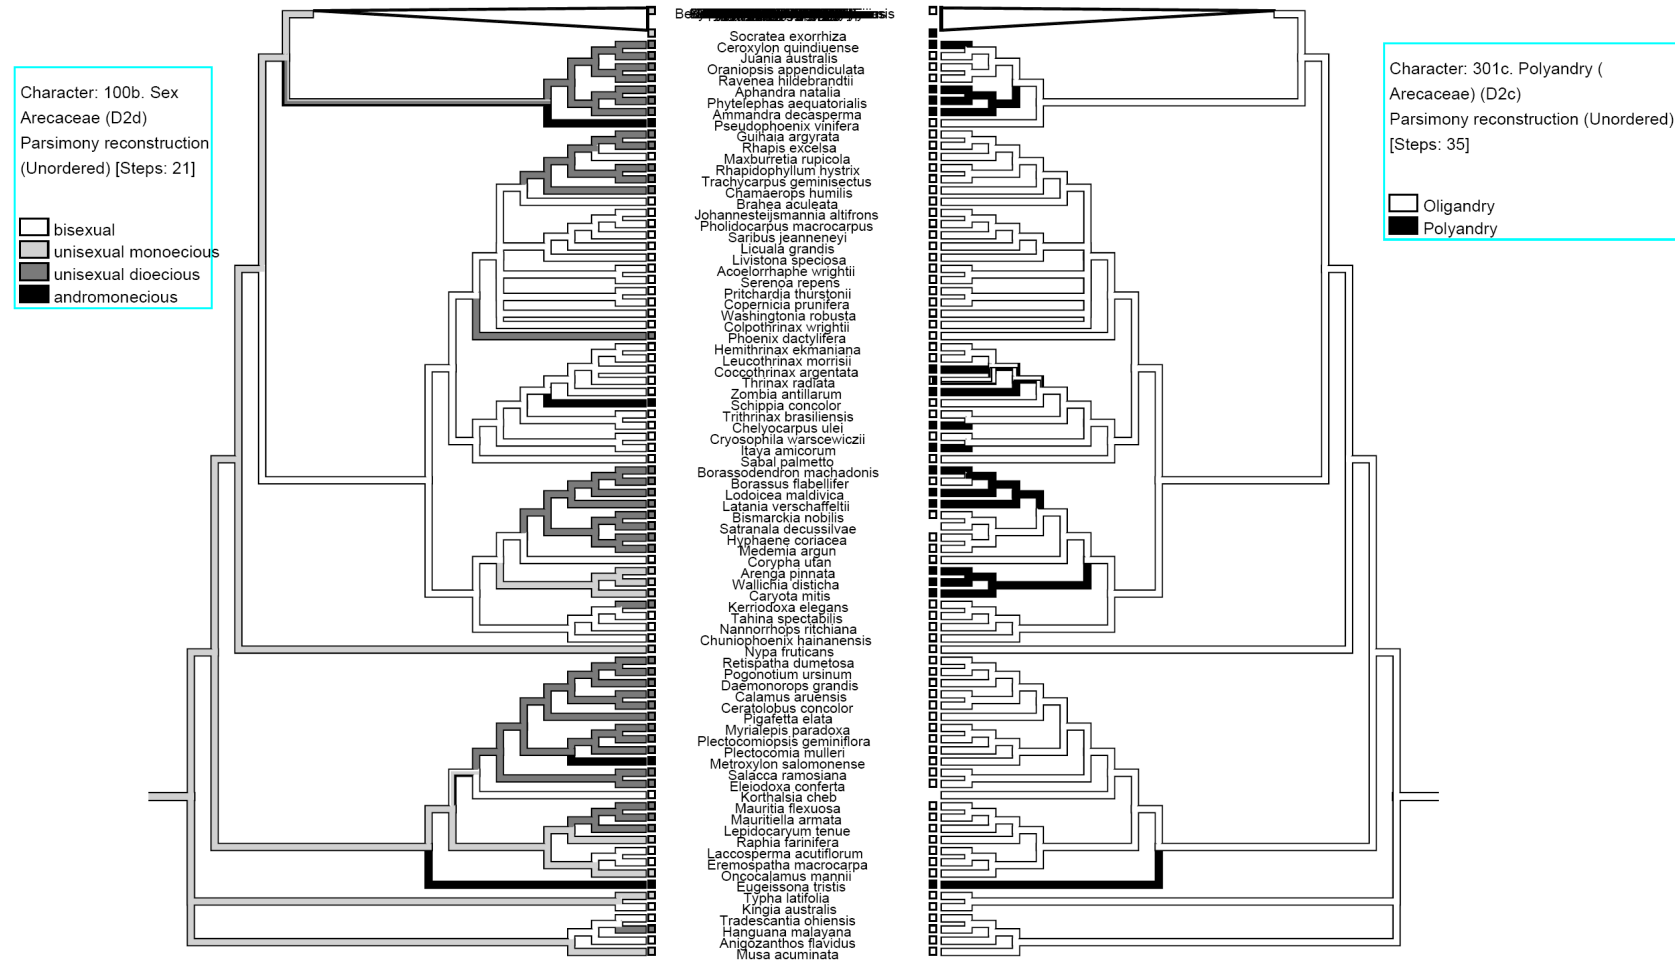 Socratea exorrhiza
Ceroxylon quindiuense
Juania australis
Oraniopsis appendiculata
Ravenea hildebrandtii
Aphandra natalia
Phytelephas aequatorialis
Ammandra decasperma
Pseudophoenix vinifera
Guihaia argyrata
Rhapis excelsa
Maxburretia rupicola
Rhapidophyllum hystrix
Trachycarpus geminisectus
Chamaerops humilis
Brahea aculeata
Johannesteijsmannia altifrons
Pholidocarpus macrocarpus
Saribus jeanneneyi
Licuala grandis
Livistona speciosa
Acoelorrhaphe wrightii
Serenoa repens
Pritchardia thurstonii
Copernicia prunifera
Washingtonia robusta
Colpothrinax wrightii
Phoenix dactylifera
Hemithrinax ekmaniana
Leucothrinax morrisii
Coccothrinax argentata
Thrinax radiata
Zombia antillarum
Schippia concolor
Trithrinax brasiliensis
Chelyocarpus ulei
Cryosophila warscewiczii
Itaya amicorum
Sabal palmetto
Borassodendron machadonis
Borassus flabellifer
Lodoicea maldivica
Latania verschaffeltii
Bismarckia nobilis
Satranala decussilvae
Hyphaene coriacea
Medemia argun
Corypha utan
Arenga pinnata
Wallichia disticha
Caryota mitis
Kerriodoxa elegans
Tahina spectabilis
Nannorrhops ritchiana
Chuniophoenix hainanensis
Nypa fruticans
Retispatha dumetosa
Pogonotium ursinum
Daemonorops grandis
Calamus aruensis
Ceratolobus concolor
Pigafetta elata
Myrialepis paradoxa
Plectocomiopsis geminiflora
Plectocomia mulleri
Metroxylon salomonense
Salacca ramosiana
Eleiodoxa conferta
Korthalsia cheb
Mauritia flexuosa
Mauritiella armata
Lepidocaryum tenue
Raphia farinifera
Laccosperma acutiflorum
Eremospatha macrocarpa
Oncocalamus mannii
Eugeissona tristis
Typha latifolia
Kingia australis
Tradescantia ohiensis
Hanguana malayana
Anigozanthos flavidus
Musa acuminata
Character: 100b. Sex
Arecaceae (D2d)
Parsimony reconstruction
(Unordered) [Steps: 21]
bisexual
unisexual monoecious
unisexual dioecious
andromonecious
Character: 301c. Polyandry (
Arecaceae) (D2c)
Parsimony reconstruction (Unordered)
[Steps: 35]
Oligandry
Polyandry